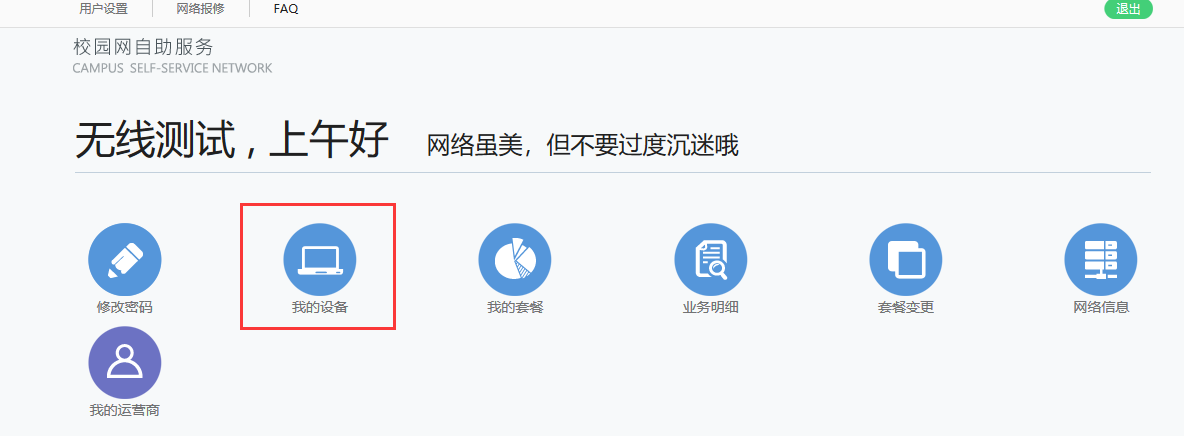 用户设置 网络报修 FAQ 退出
校园网自助服务
CAMPUS SELF-SERVICE NETWORK
无线测试，上午好 网络虽美，但不要过度沉迷哦
修改密码 我的设备 我的套餐 业务明细 套餐变更 网络信息
我的运营商